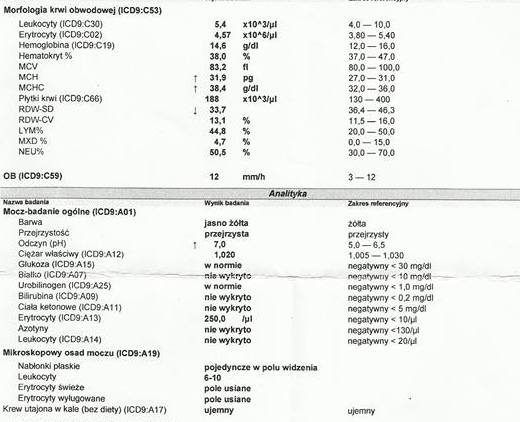 Wynik badania Zakres referencyjny
Morfologia krwi obwodowej (ICD9:C53)
Leukocyty (ICD9:C30) 5,4 x10^3/µl 4,0 — 10,0
Erytrocyty (ICD9:C02) 4,57 x10^6/µl 3,80 — 5,40
Hemoglobina (ICD9:C19) 14,6 g/dl 12,0 — 16,0
Hematokryt % 38,0 % 37,0 — 47,0
MCV 83,2 fl 80,0 — 100,0
MCH ↑ 31,9 pg 27,0 — 31,0
MCHC ↑ 38,4 g/dl 32,0 — 36,0
Płytki krwi (ICD9:C66) 188 x10^3/µl 130 — 400
RDW-SD ↓ 33,7 36,4 — 46,3
RDW-CV 13,1 % 11,5 — 16,0
LYM% 44,8 % 20,0 — 50,0
MXD % 4,7 % 0,0 — 15,0
NEU% 50,5 % 30,0 — 70,0
OB (ICD9:C59) 12 mm/h 3 — 12
Analityka
Nazwa badania Wynik badania Zakres referencyjny
Mocz-badanie ogólne (ICD9:A01)
Barwa jasno żółta żółta
Przejrzystość przejrzysta przejrzysty
Odczyn (pH) ↑ 7,0 5,0 — 6,5
Ciężar właściwy (ICD9:A12) 1,020 1,005 — 1,030
Glukoza (ICD9:A15) w normie negatywny < 30 mg/dl
Białko (ICD9:A07) nie wykryto negatywny < 10 mg/dl
Urobilinogen (ICD9:A25) w normie negatywny < 1,0 mg/dl
Bilirubina (ICD9:A09) nie wykryto negatywny < 0,2 mg/dl
Ciała ketonowe (ICD9:A11) nie wykryto negatywny < 5 mg/dl
Erytrocyty (ICD9:A13) 250,0 /µl negatywny < 10/µl
Azotyny nie wykryto negatywny <130/µl
Leukocyty (ICD9:A14) nie wykryto negatywny < 20/µl
Mikroskopowy osad moczu (ICD9:A19)
Nabłonki płaskie pojedyncze w polu widzenia
Leukocyty 6-10
Erytrocyty świeże pole usiane
Erytrocyty wyługowane pole usiane
Krew utajona w kale (bez diety) (ICD9:A17) ujemny ujemny